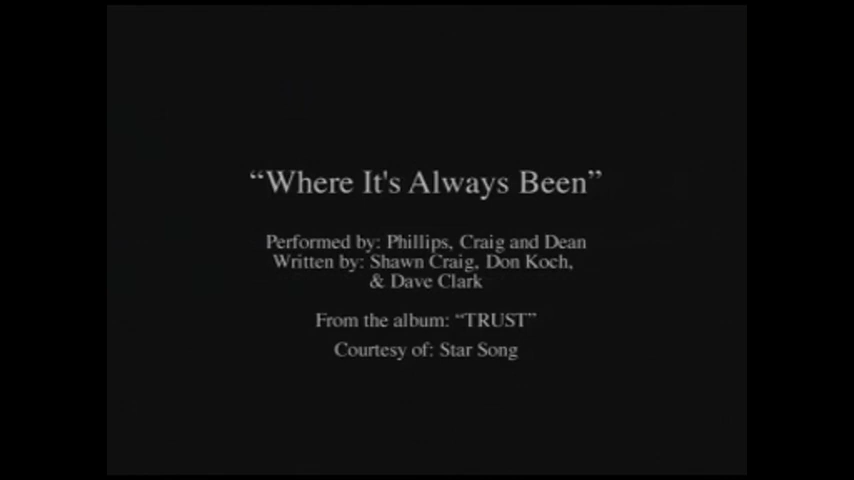 “Where It's Always Been”
Performed by: Phillips, Craig and Dean
Written by: Shawn Craig, Don Koch,
& Dave Clark
From the album: “TRUST”
Courtesy of: Star Song